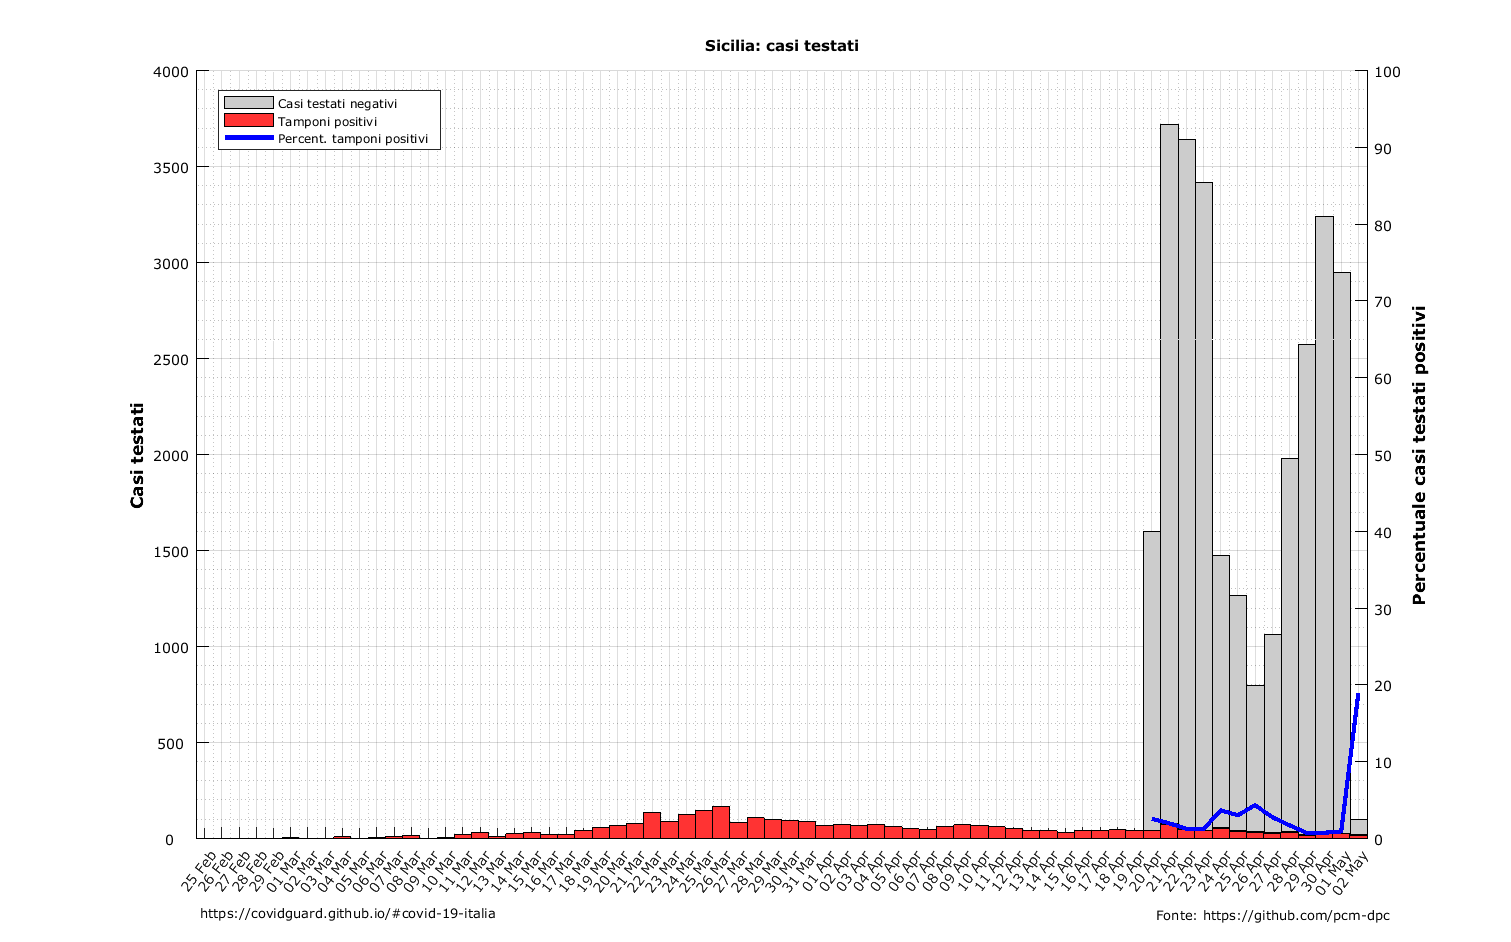 Sicilia: casi testati
Casi testati negativi
Tamponi positivi
Percent. tamponi positivi
Casi testati
4000
3500
3000
2500
2000
1500
1000
500
0
100
90
80
70
60
50
40
30
20
10
0
Percentuale casi testati positivi
25 Feb
26 Feb
27 Feb
28 Feb
29 Feb
01 Mar
02 Mar
03 Mar
04 Mar
05 Mar
06 Mar
07 Mar
08 Mar
09 Mar
10 Mar
11 Mar
12 Mar
13 Mar
14 Mar
15 Mar
16 Mar
17 Mar
18 Mar
19 Mar
20 Mar
21 Mar
22 Mar
23 Mar
24 Mar
25 Mar
26 Mar
27 Mar
28 Mar
29 Mar
30 Mar
31 Mar
01 Apr
02 Apr
03 Apr
04 Apr
05 Apr
06 Apr
07 Apr
08 Apr
09 Apr
10 Apr
11 Apr
12 Apr
13 Apr
14 Apr
15 Apr
16 Apr
17 Apr
18 Apr
19 Apr
20 Apr
21 Apr
22 Apr
23 Apr
24 Apr
25 Apr
26 Apr
27 Apr
28 Apr
29 Apr
30 Apr
01 May
02 May
https://covidguard.github.io/#covid-19-italia
Fonte: https://github.com/pcm-dpc